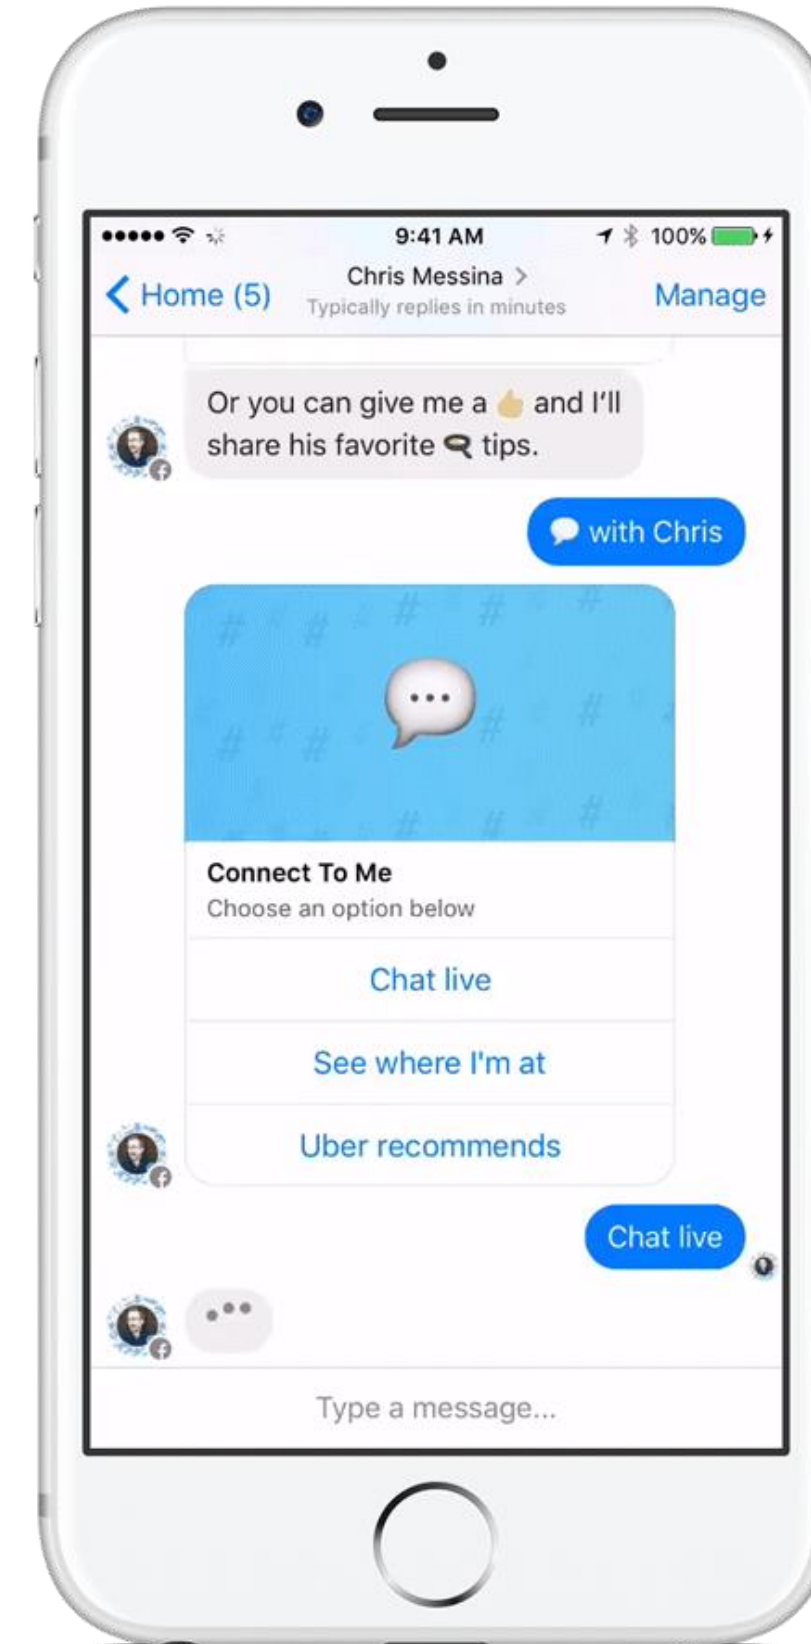 9:41 AM
100%
Home (5)
Chris Messina >
Manage
Typically replies in minutes
Or you can give me a 👍 and I'll
share his favorite 🍳 tips.
💬 with Chris
Connect To Me
Choose an option below
Chat live
See where I'm at
Uber recommends
Chat live
Type a message...